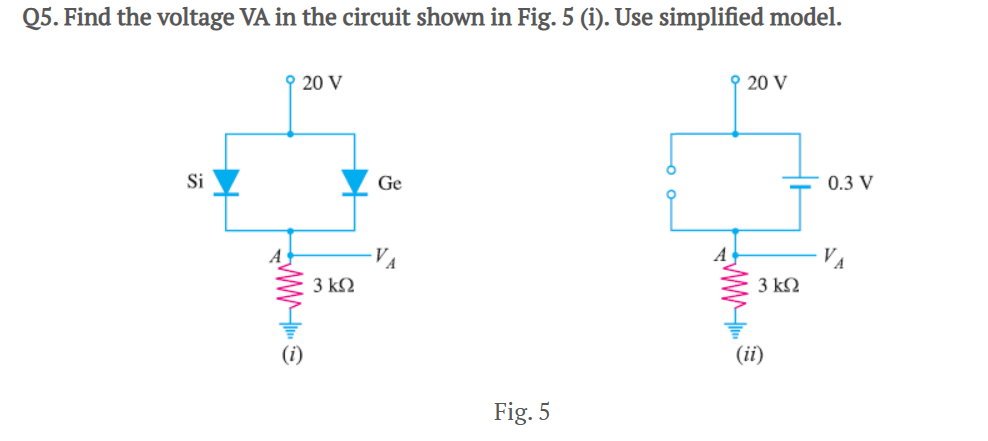 Q5. Find the voltage VA in the circuit shown in Fig. 5 (i). Use simplified model.
20 V
20 V
Si
Ge
0.3 V
A
VA
A
VA
3 kΩ
3 kΩ
(i)
(ii)
Fig. 5